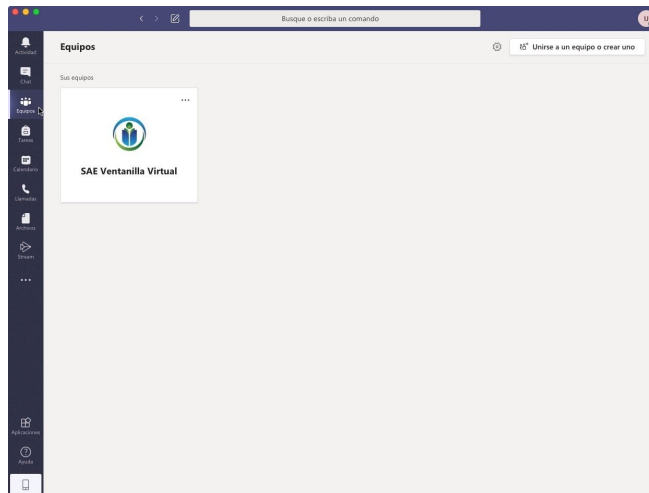 Busque o escriba un comando
Actividad
Chat
Equipos
Tareas
Calendario
Llamadas
Archivos
Stream
Aplicaciones
Ayuda
Equipos
Unirse a un equipo o crear uno
Sus equipos
SAE Ventanilla Virtual